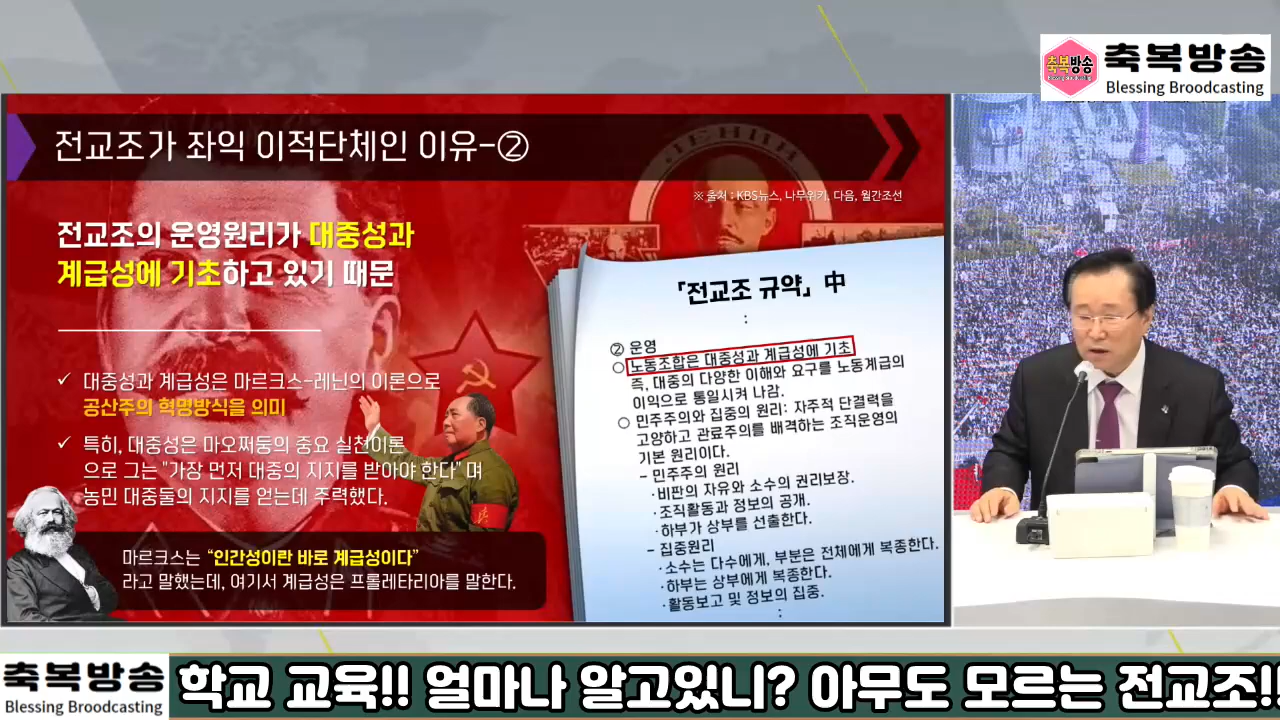 축복방송
축복방송
Blessing Broodcasting
전교조가 좌익 이적단체인 이유-②
※ 출처 : KBS뉴스, 나무위키, 다음, 월간조선
전교조의 운영원리가 대중성과
계급성에 기초하고 있기 때문
✓ 대중성과 계급성은 마르크스-레닌의 이론으로
공산주의 혁명방식을 의미
✓ 특히, 대중성은 마오쩌둥의 중요 실천이론
으로 그는 "가장 먼저 대중의 지지를 받아야 한다" 며
농민 대중들의 지지를 얻는데 주력했다.
마르크스는 “인간성이란 바로 계급성이다”
라고 말했는데, 여기서 계급성은 프롤레타리아를 말한다.
ЛЕНИН
「전교조 규약」 中
:
② 운영
○ 노동조합은 대중성과 계급성에 기초
즉, 대중의 다양한 이해와 요구를 노동계급의
이익으로 통일시켜 나감.
○ 민주주의와 집중의 원리: 자주적 단결력을
고양하고 관료주의를 배격하는 조직운영의
기본 원리이다.
- 민주주의 원리
·비판의 자유와 소수의 권리보장.
·조직활동과 정보의 공개.
·하부가 상부를 선출한다.
- 집중원리
·소수는 다수에게, 부분은 전체에게 복종한다.
·하부는 상부에게 복종한다.
·활동보고 및 정보의 집중.
:
축복방송
Blessing Broodcasting
학교 교육!! 얼마나 알고있니? 아무도 모르는 전교조!!